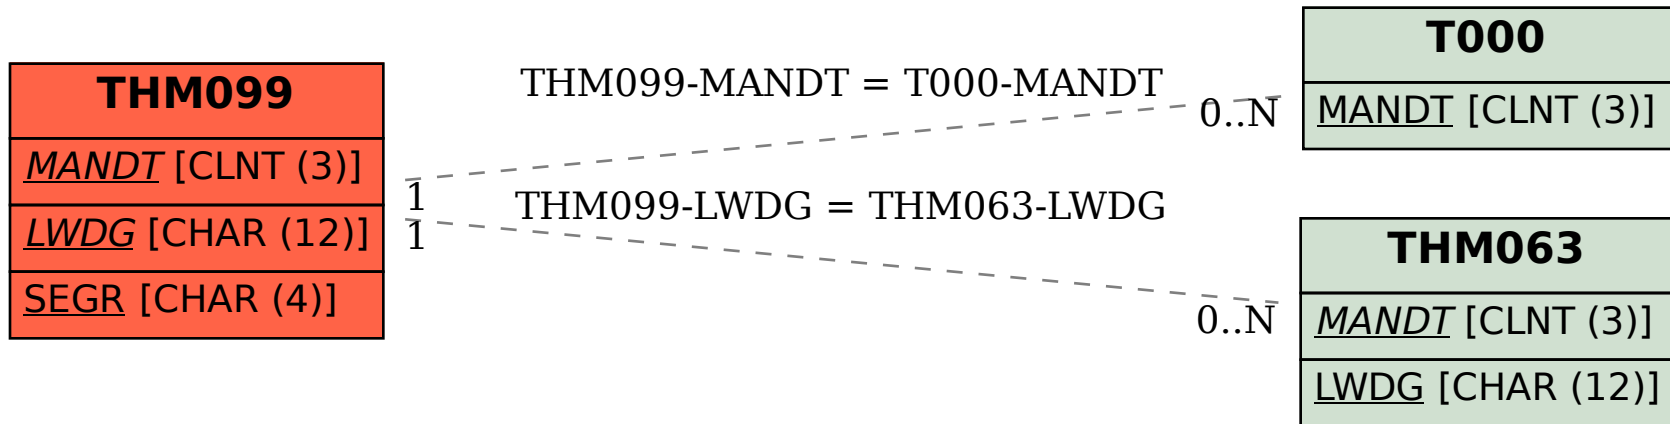 THM099
MANDT [CLNT (3)]
LWDG [CHAR (12)]
SEGR [CHAR (4)]
THM099-MANDT = T000-MANDT
1
0..N
THM099-LWDG = THM063-LWDG
1
0..N
T000
MANDT [CLNT (3)]
THM063
MANDT [CLNT (3)]
LWDG [CHAR (12)]